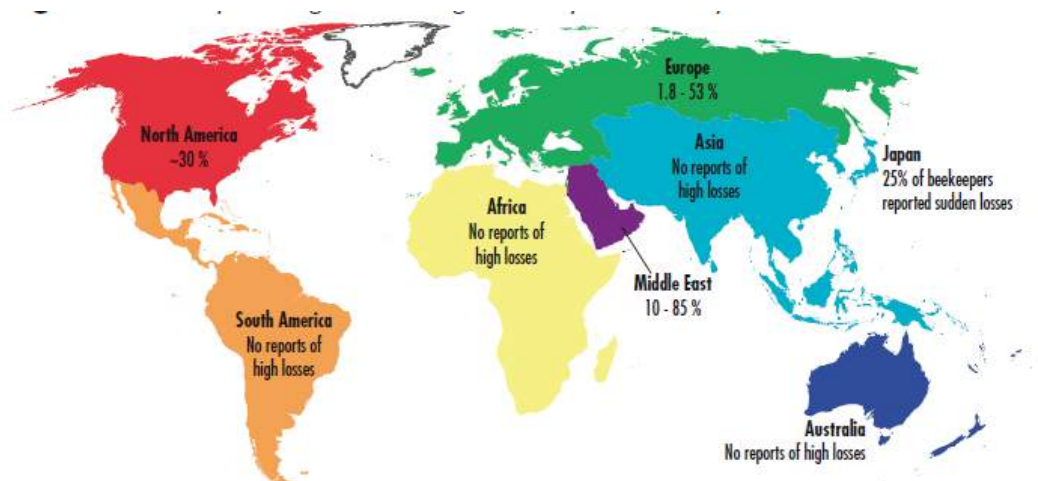 Europe
1.8 - 53 %
North America
~30 %
Asia
No reports of
high losses
Japan
25% of beekeepers
reported sudden losses
Africa
No reports of
high losses
Middle East
10 - 85 %
South America
No reports of
high losses
Australia
No reports of high losses